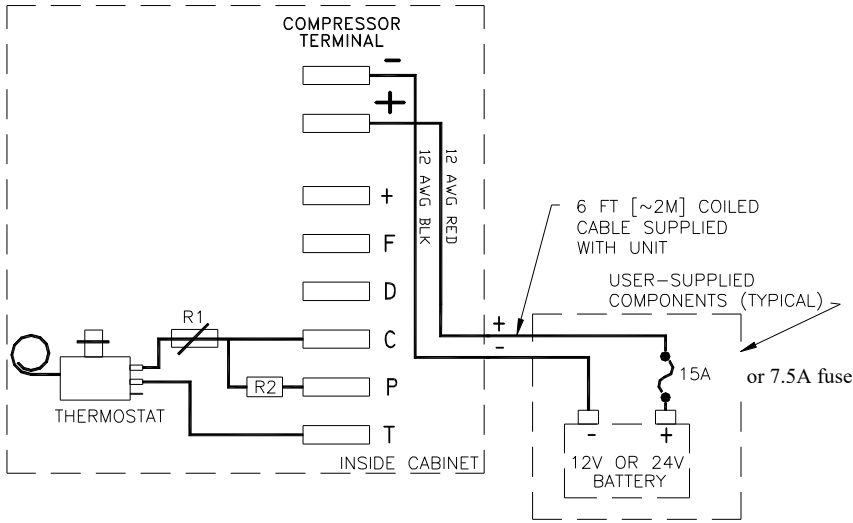 COMPRESSOR
TERMINAL
-
+
12 AWG BLK
12 AWG RED
+
F
D
C
P
T
R1
R2
THERMOSTAT
INSIDE CABINET
6 FT [~2M] COILED
CABLE SUPPLIED
WITH UNIT
USER-SUPPLIED
COMPONENTS (TYPICAL)
+
-
15A
or 7.5A fuse
- +
12V OR 24V
BATTERY